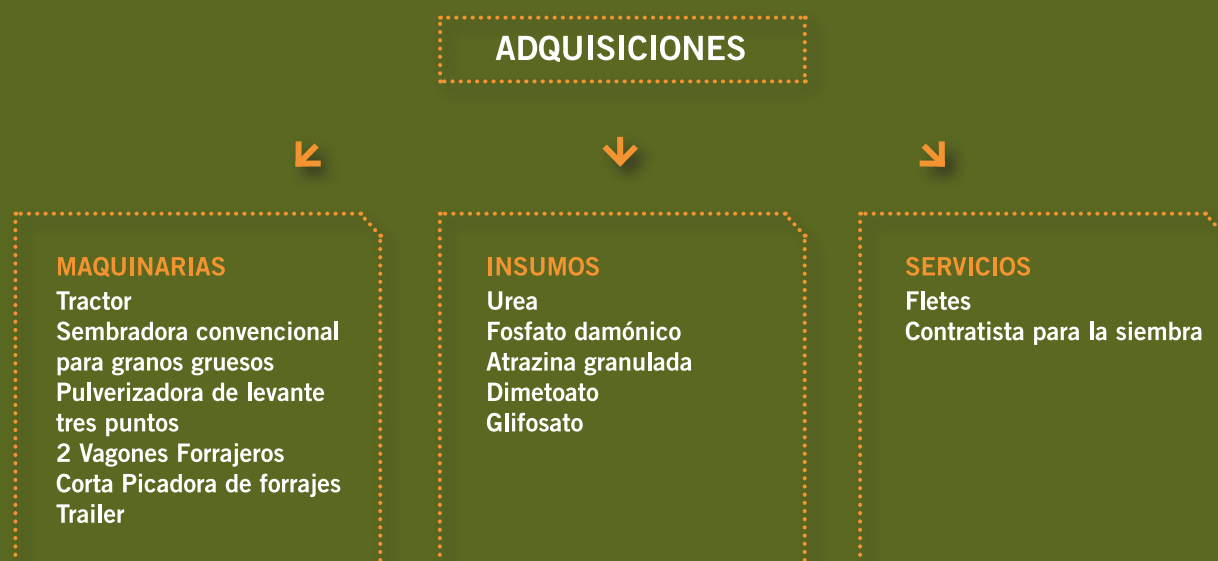 ADQUISICIONES
MAQUINARIAS
Tractor
Sembradora convencional
para granos gruesos
Pulverizadora de levante
tres puntos
2 Vagones Forrajeros
Corta Picadora de forrajes
Trailer
INSUMOS
Urea
Fosfato damónico
Atrazina granulada
Dimetoato
Glifosato
SERVICIOS
Fletes
Contratista para la siembra